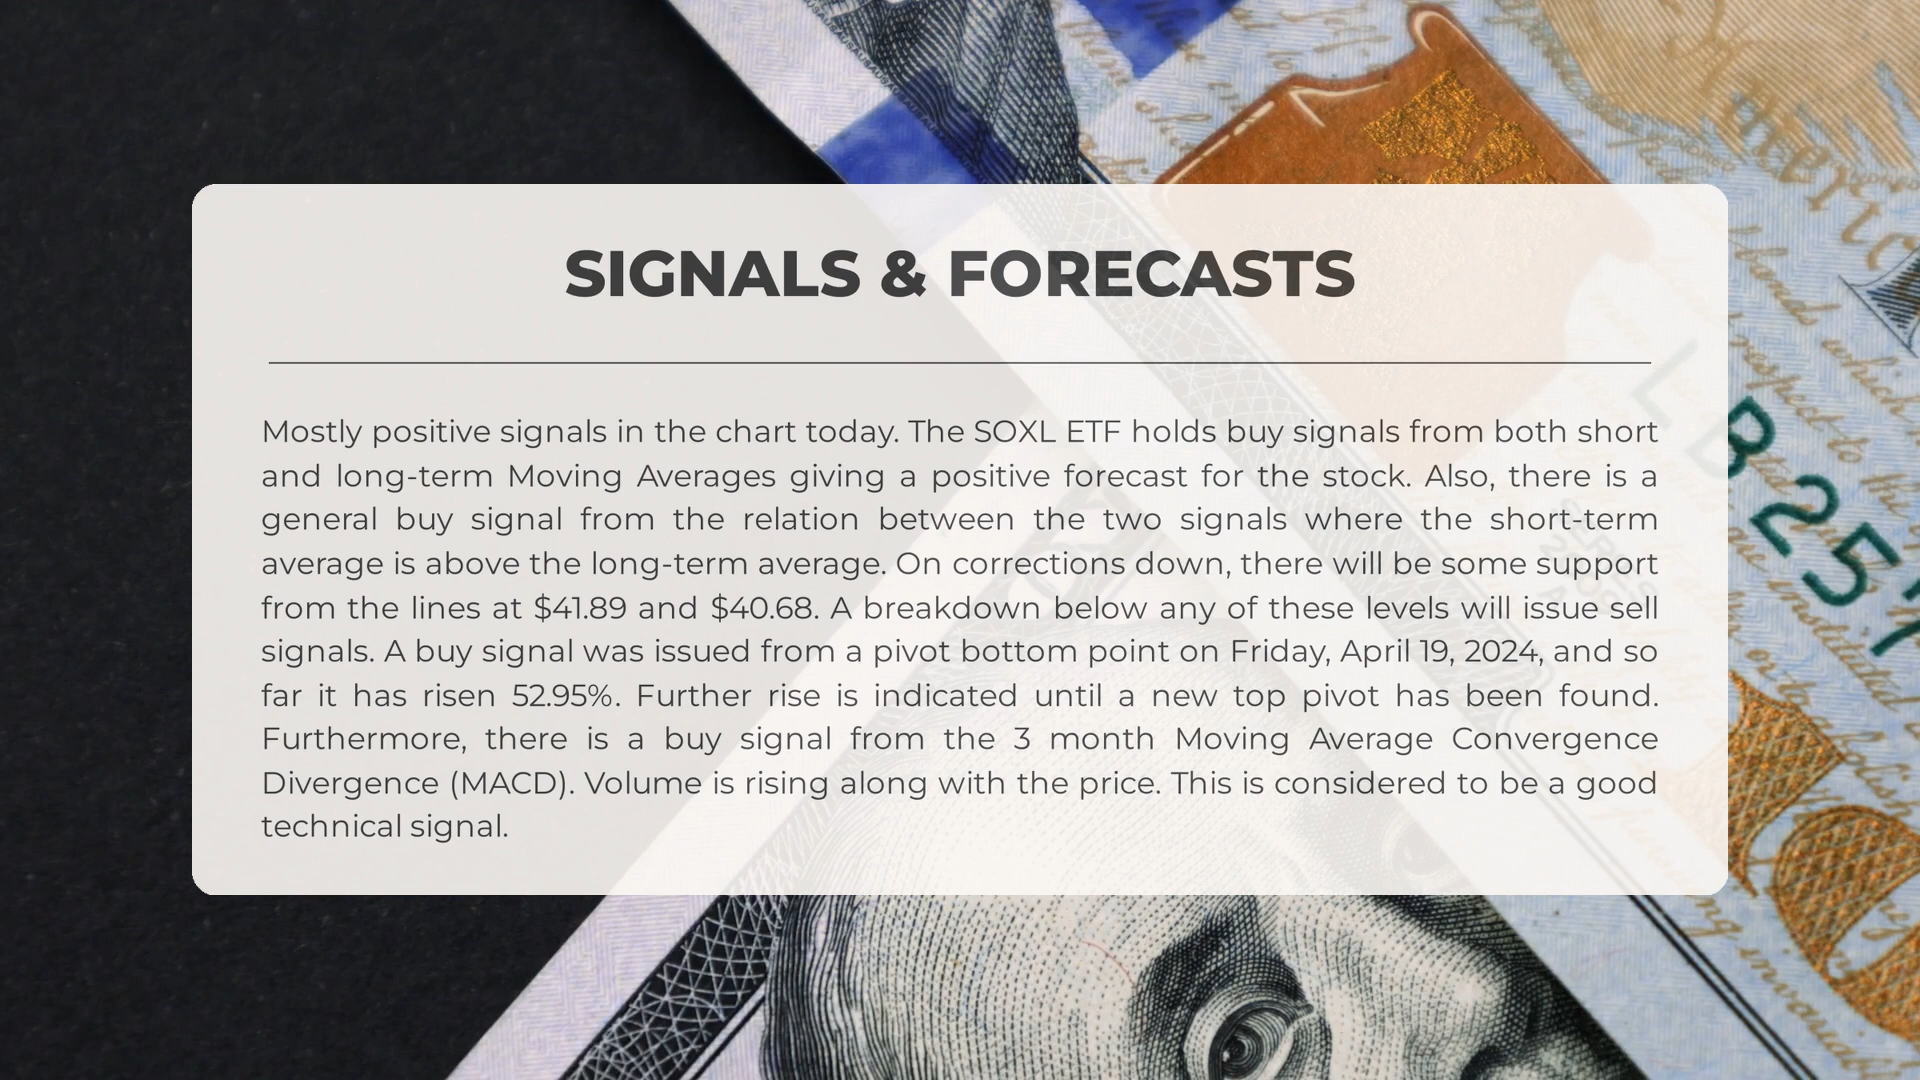 SIGNALS & FORECASTS
Mostly positive signals in the chart today. The SOXL ETF holds buy signals from both short
and long-term Moving Averages giving a positive forecast for the stock. Also, there is a
general buy signal from the relation between the two signals where the short-term
average is above the long-term average. On corrections down, there will be some support
from the lines at $41.89 and $40.68. A breakdown below any of these levels will issue sell
signals. A buy signal was issued from a pivot bottom point on Friday, April 19, 2024, and so
far it has risen 52.95%. Further rise is indicated until a new top pivot has been found.
Furthermore, there is a buy signal from the 3 month Moving Average Convergence
Divergence (MACD). Volume is rising along with the price. This is considered to be a good
technical signal.
LB25